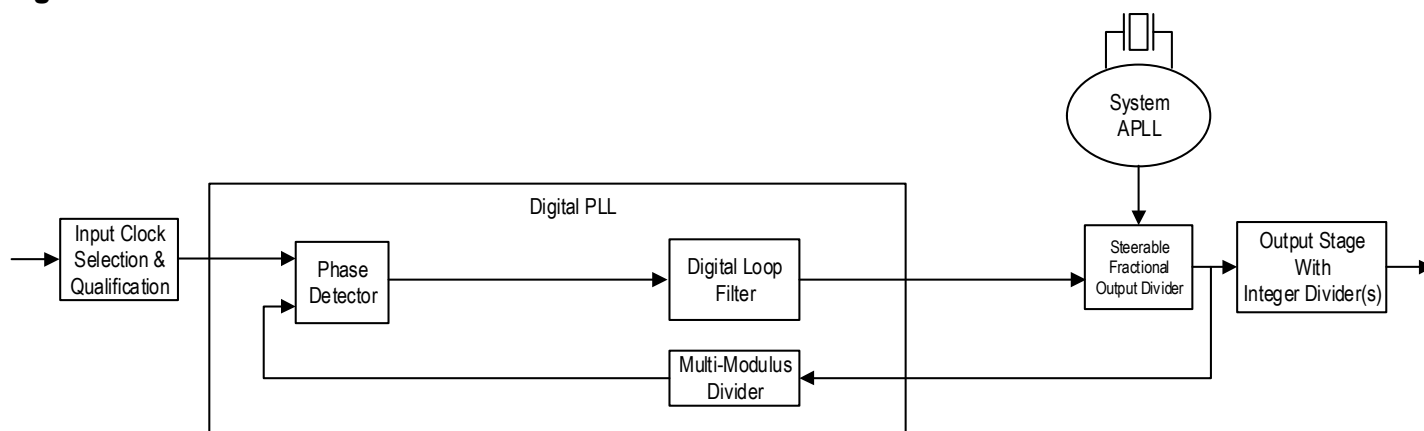 System
APLL
Digital PLL
Input Clock
Selection &
Qualification
Phase
Detector
Digital Loop
Filter
Steerable
Fractional
Output Divider
Output Stage
With
Integer Divider(s)
Multi-Modulus
Divider